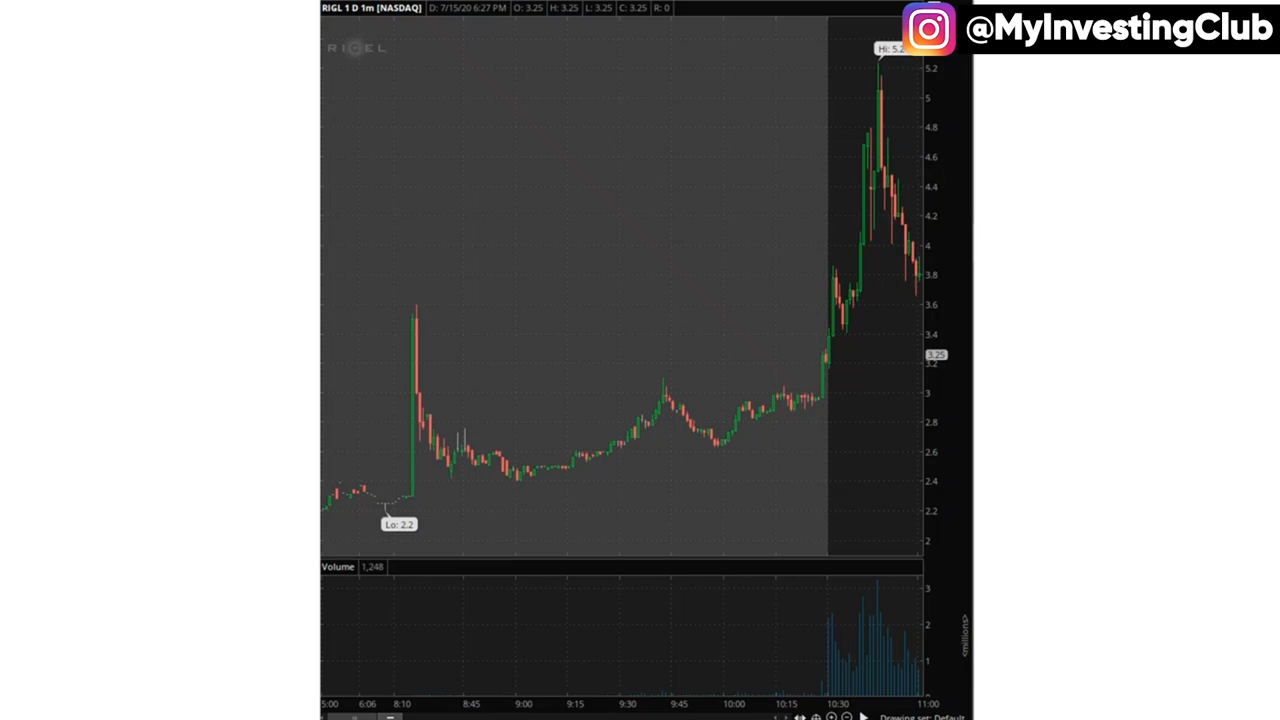 RIGL 1 D 1m [NASDAQ] D: 7/15/20 6:27 PM O: 3.25 H: 3.25 L: 3.25 C: 3.25 R: 0
@MyInvestingClub
RIGEL
Hi: 5.2
5.2
5
4.8
4.6
4.4
4.2
4
3.8
3.6
3.4
3.25
3.2
3
2.8
2.6
2.4
Lo: 2.2
2.2
2
Volume 1,248
3
2
1
<millions>
5:00 6:06 8:10 8:45 9:00 9:15 9:30 9:45 10:00 10:15 10:30 11:00
Drawing set: Default